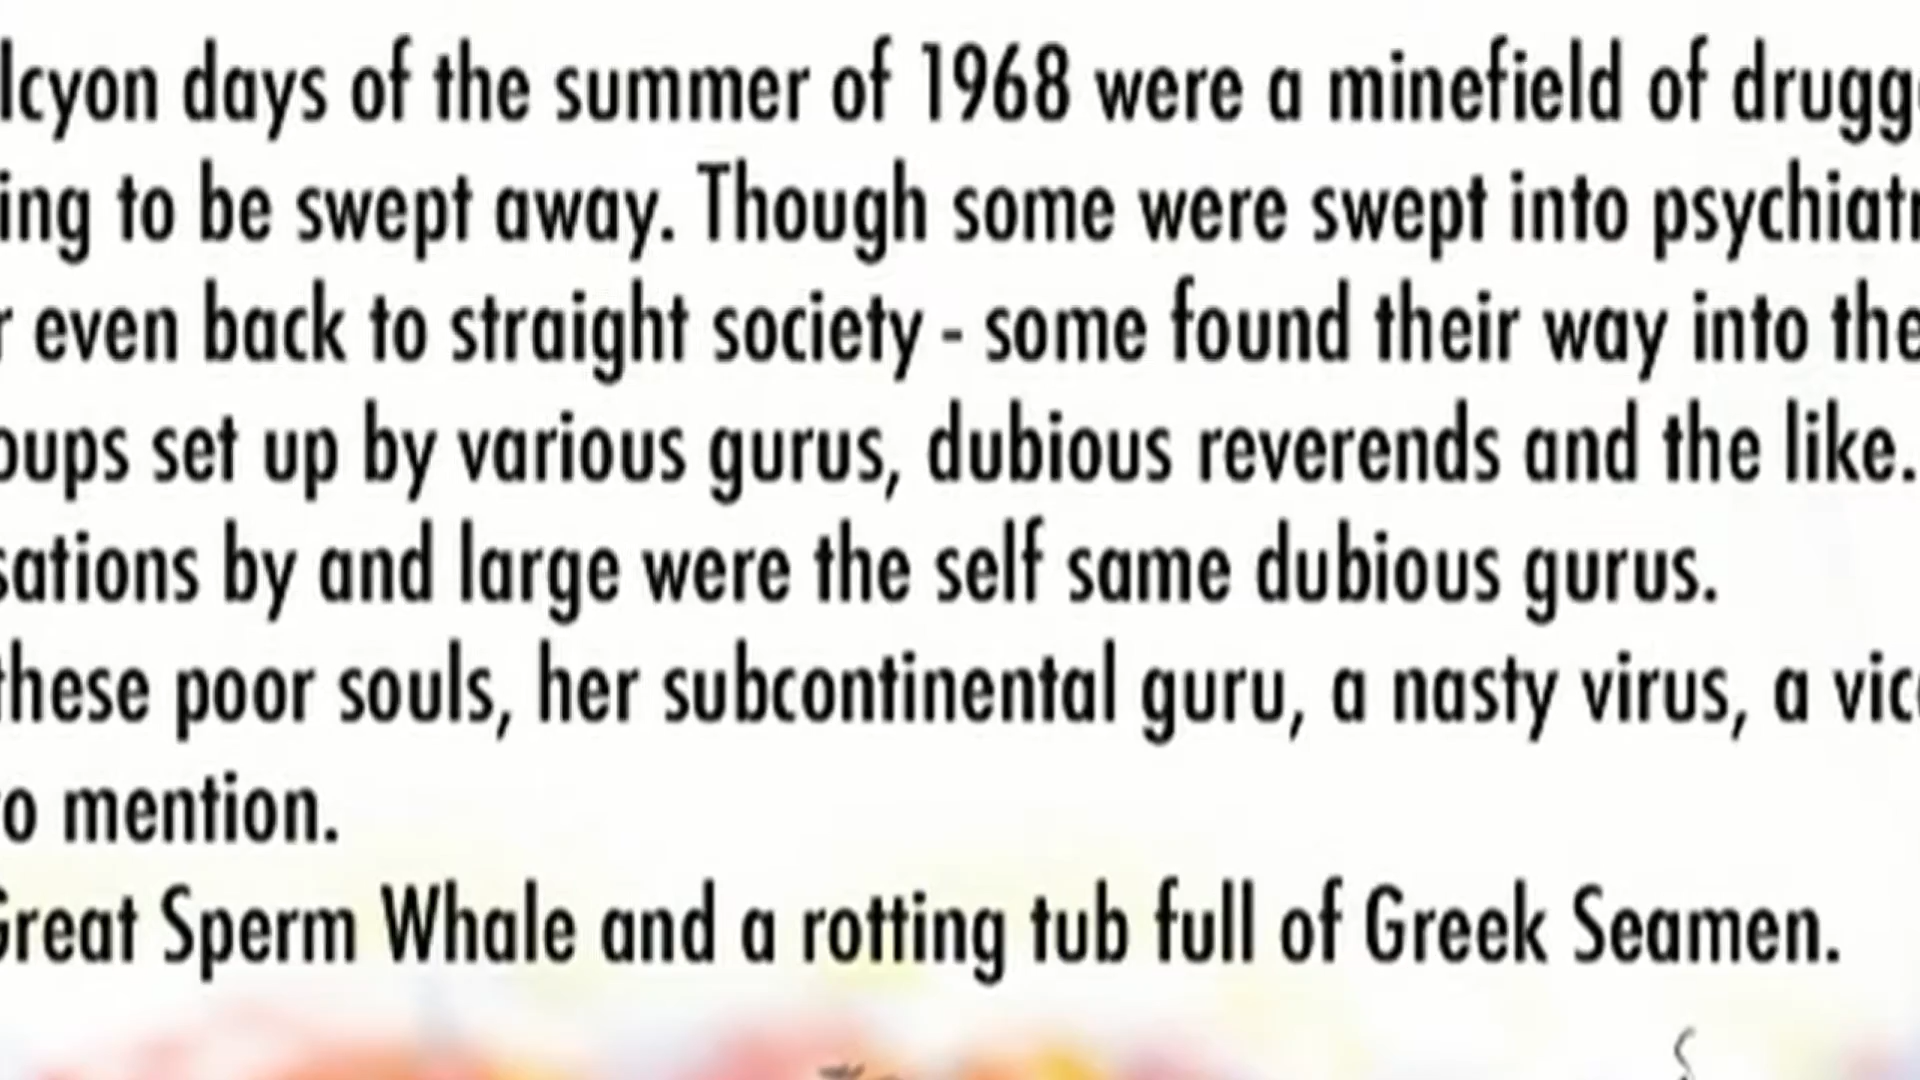 lcyon days of the summer of 1968 were a minefield of drugg
ing to be swept away. Though some were swept into psychiatr
r even back to straight society - some found their way into the
oups set up by various gurus, dubious reverends and the like.
sations by and large were the self same dubious gurus.
these poor souls, her subcontinental guru, a nasty virus, a vic
to mention.
Great Sperm Whale and a rotting tub full of Greek Seamen.